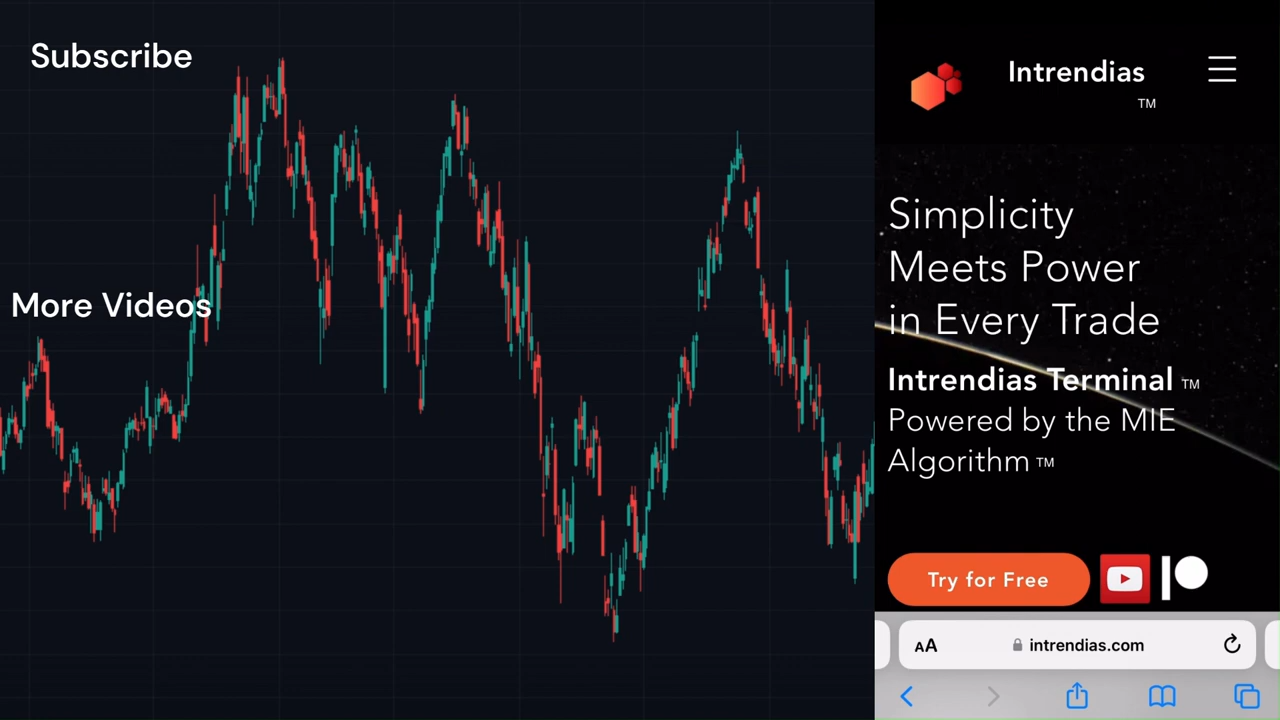 Subscribe
More Videos
Intrendias
TM
Simplicity
Meets Power
in Every Trade
Intrendias Terminal TM
Powered by the MIE
Algorithm TM
Try for Free
AA intrendias.com